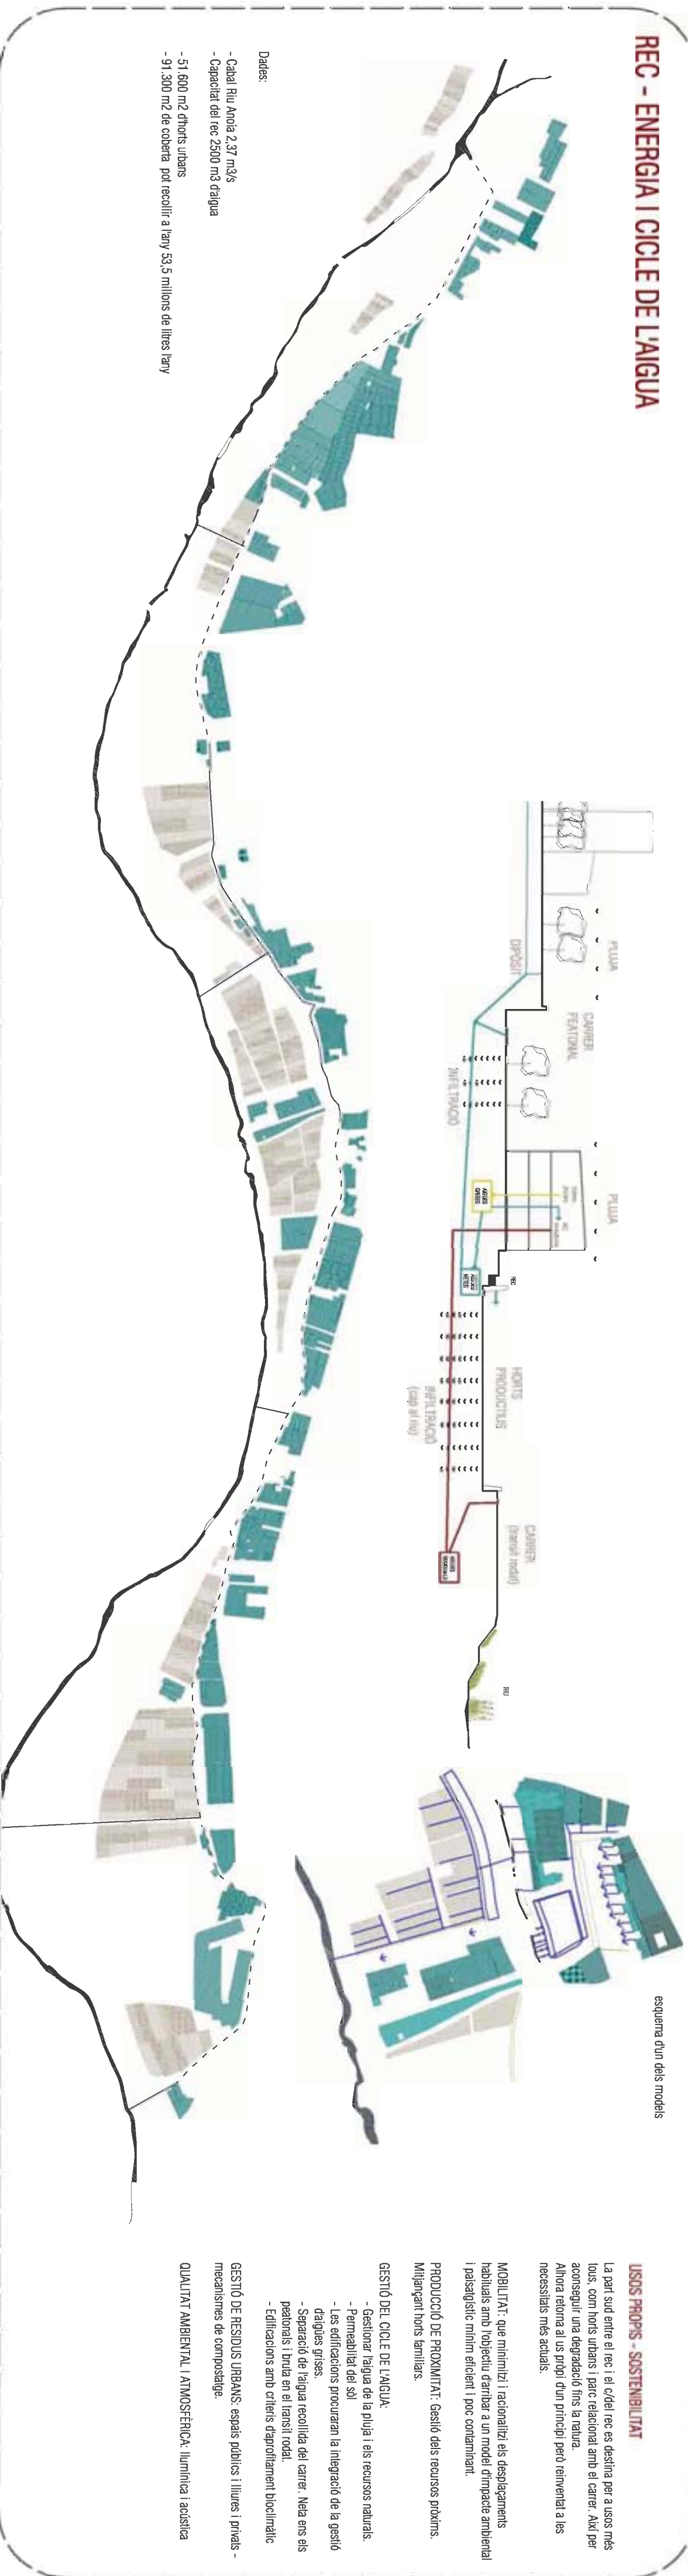 REC - ENERGIA I CICLE DE L'AIGUA
Dades:
- Cabal Riu Anoia 2,37 m3/s
- Capacitat del rec 2500 m3 d'aigua
- 51.600 m2 d'horts urbans
- 91.300 m2 de coberta pot recollir a l'any 53,5 milions de litres l'any
PLUJA
DIPÒSIT
CARRER
PEATONAL
INFILTRACIÓ
PLUJA
AIGÜES
GRISES
AIGÜES
NETES
REC
HORTS
PRODUCTIUS
INFILTRACIÓ
(cap al riu)
CARRER
(trànsit rodat)
AIGÜES
RIU
esquema d'un dels models
USOS PROPIS - SOSTENIBILITAT
La part sud entre el rec i el c/del rec es destina per a usos més
tous, com horts urbans i parc relacional amb el carrer. Així per
aconseguir una degradació fins la natura.
Alhora retorna al us pròpi d'un principi però reinventat a les
necessitats més actuals.
MOBILITAT: que minimitzi i racionalitzi els desplaçaments
habituals amb l'objectiu d'arribar a un model d'impacte ambiental
i paisatgístic mínim eficient i poc contaminant.
PRODUCCIÓ DE PROXIMITAT: Gestió dels recursos pròxims.
Mitjançant horts familiars.
GESTIÓ DEL CICLE DE L'AIGUA:
- Gestionar l'aigua de la pluja i els recursos naturals.
- Permeabilitat del sòl
- Les edificacions procuraran la integració de la gestió
d'aigües grises.
- Separació de l'aigua recollida del carrer. Neta ens els
peatonals i bruta en el transit rodat.
- Edificacions amb criteris d'aprofitament bioclimàtic
GESTIÓ DE RESIDUS URBANS: espais públics i lliures i privats -
mecanismes de compostatge.
QUALITAT AMBIENTAL I ATMOSFÈRICA: lluminica i acústica